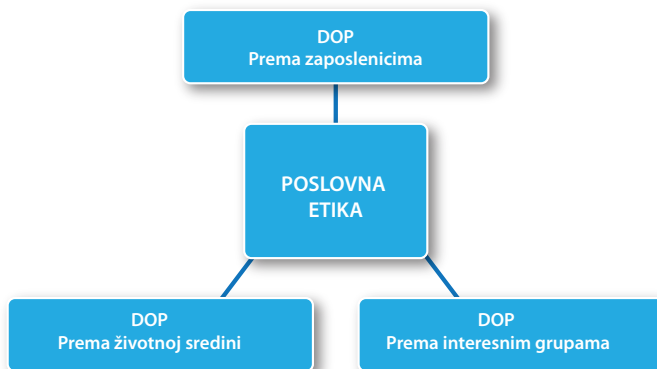 DOP
Prema zaposlenicima
POSLOVNA
ETIKA
DOP
Prema životnoj sredini
DOP
Prema interesnim grupama